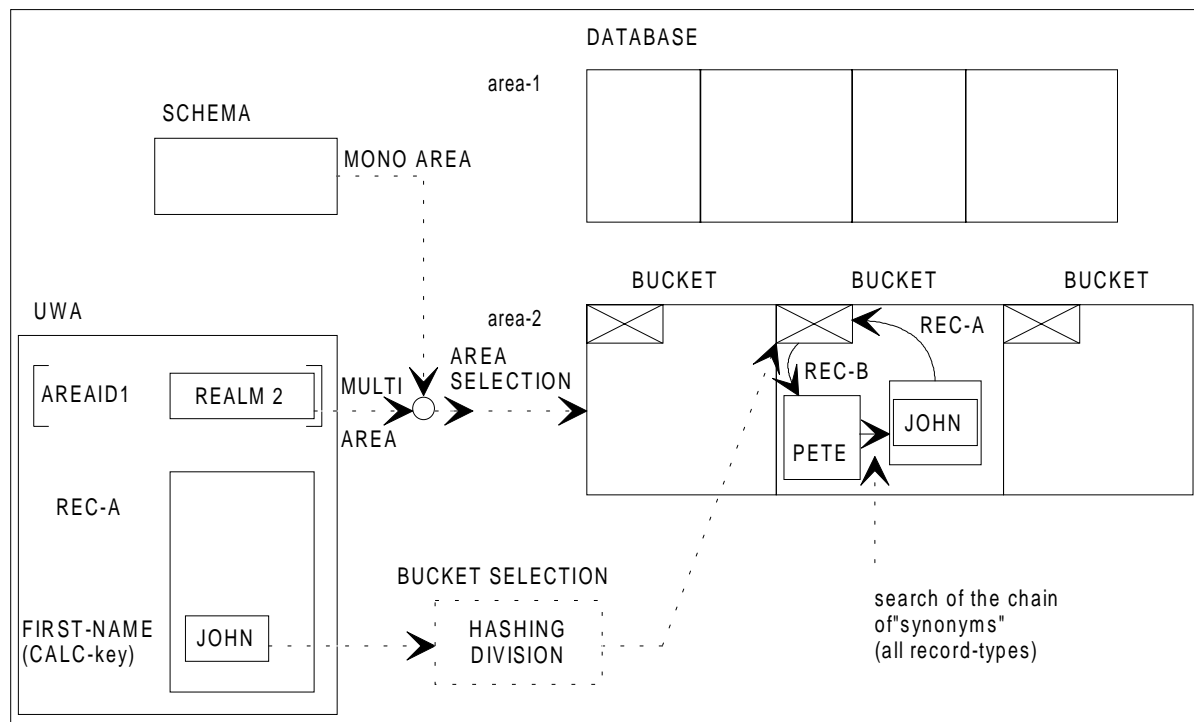 DATABASE
area-1
SCHEMA
MONO AREA
BUCKET BUCKET BUCKET
UWA
area-2
REC-A
AREA
SELECTION
REC-B
AREAID1
REALM 2
MULTI
AREA
JOHN
PETE
REC-A
BUCKET SELECTION
FIRST-NAME
(CALC-key)
JOHN
HASHING
DIVISION
search of the chain
of"synonyms"
(all record-types)